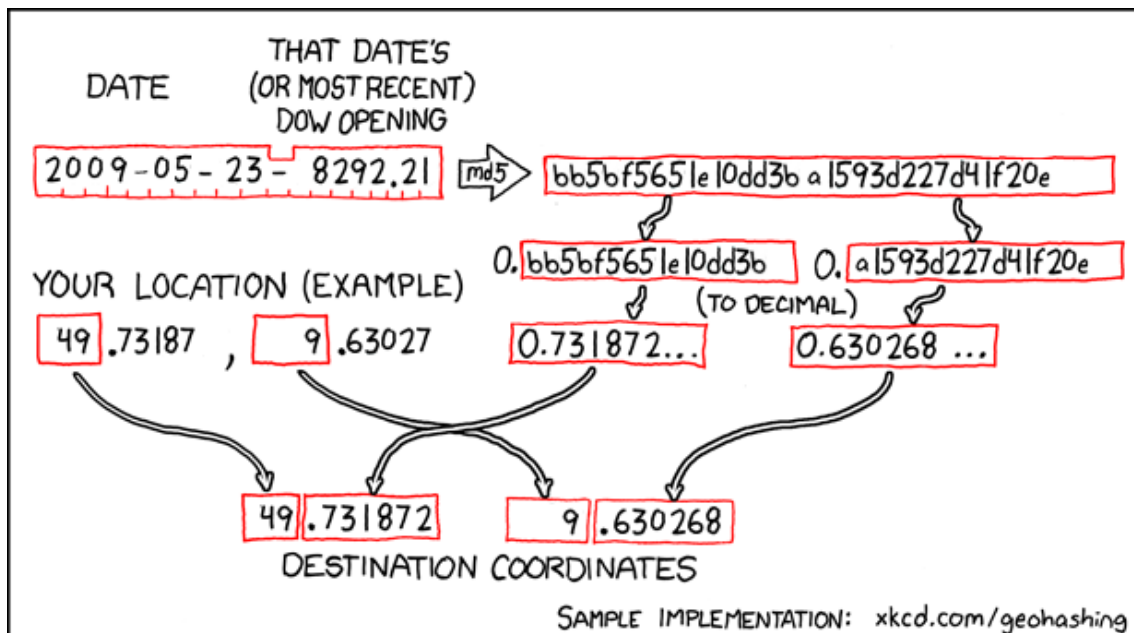 DATE
THAT DATE'S
(OR MOST RECENT)
DOW OPENING
2009-05-23-8292.21
md5
bb5bf5651e10dd3ba1593d227d41f20e
0.bb5bf5651e10dd3b
0.a1593d227d41f20e
YOUR LOCATION (EXAMPLE)
(TO DECIMAL)
49.73187, 9.63027
0.731872...
0.630268...
49.731872
9.630268
DESTINATION COORDINATES
SAMPLE IMPLEMENTATION: xkcd.com/geohashing